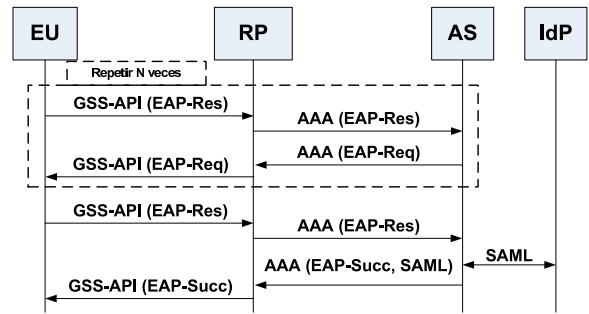 EU RP AS IdP
Repetir N veces
GSS-API (EAP-Res)
AAA (EAP-Res)
AAA (EAP-Req)
GSS-API (EAP-Req)
GSS-API (EAP-Res)
AAA (EAP-Res)
SAML
AAA (EAP-Succ, SAML)
GSS-API (EAP-Succ)